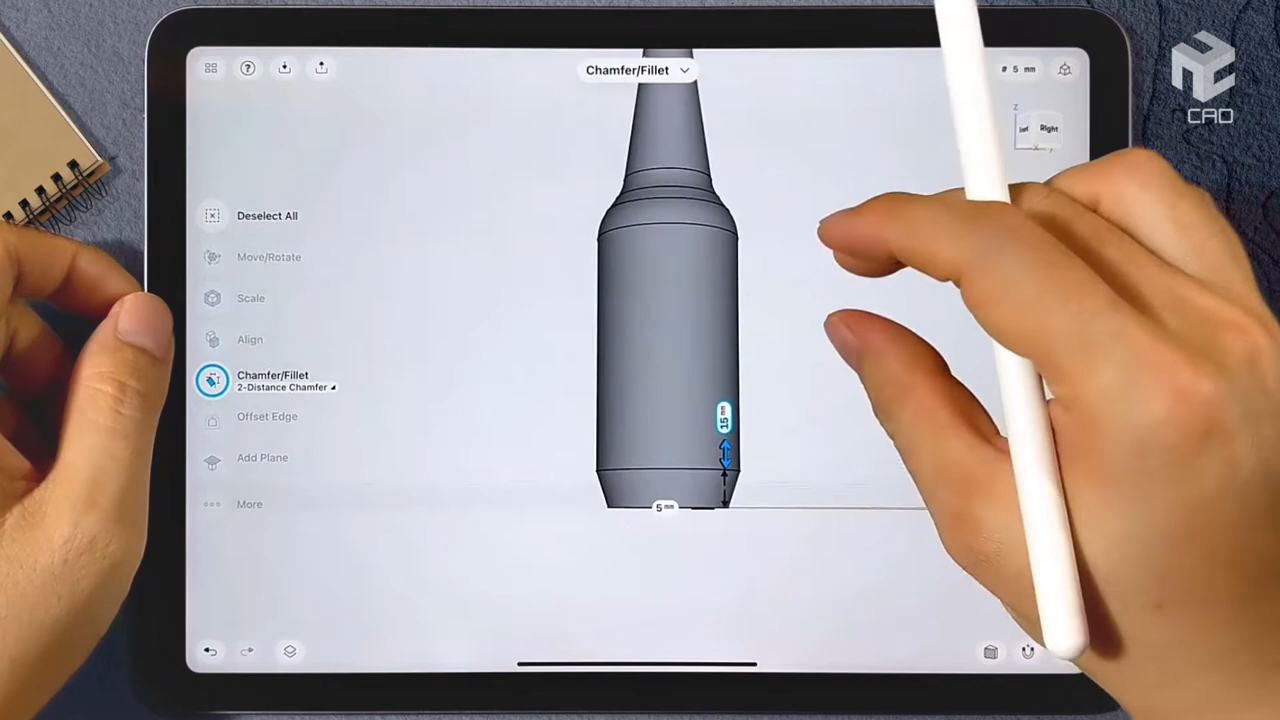 Chamfer/Fillet
# 5 mm
CAD
Z
Right
Deselect All
Move/Rotate
Scale
Align
Chamfer/Fillet
2-Distance Chamfer
Offset Edge
Add Plane
More
15 mm
5 mm